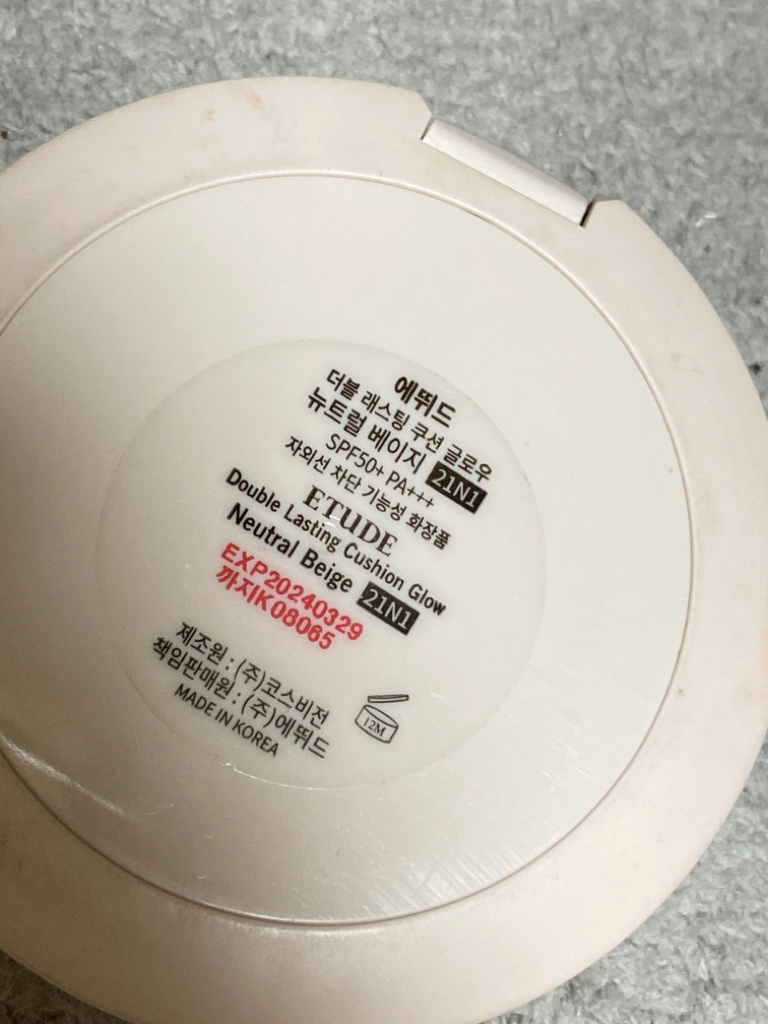 에뛰드
더블 래스팅 쿠션 글로우
뉴트럴 베이지 21N1
SPF50+ PA+++
자외선 차단 기능성 화장품
ETUDE
Double Lasting Cushion Glow
Neutral Beige 21N1
EXP20240329
까지K08065
제조원 : (주)코스비전
책임판매원 : (주)에뛰드
MADE IN KOREA
12M